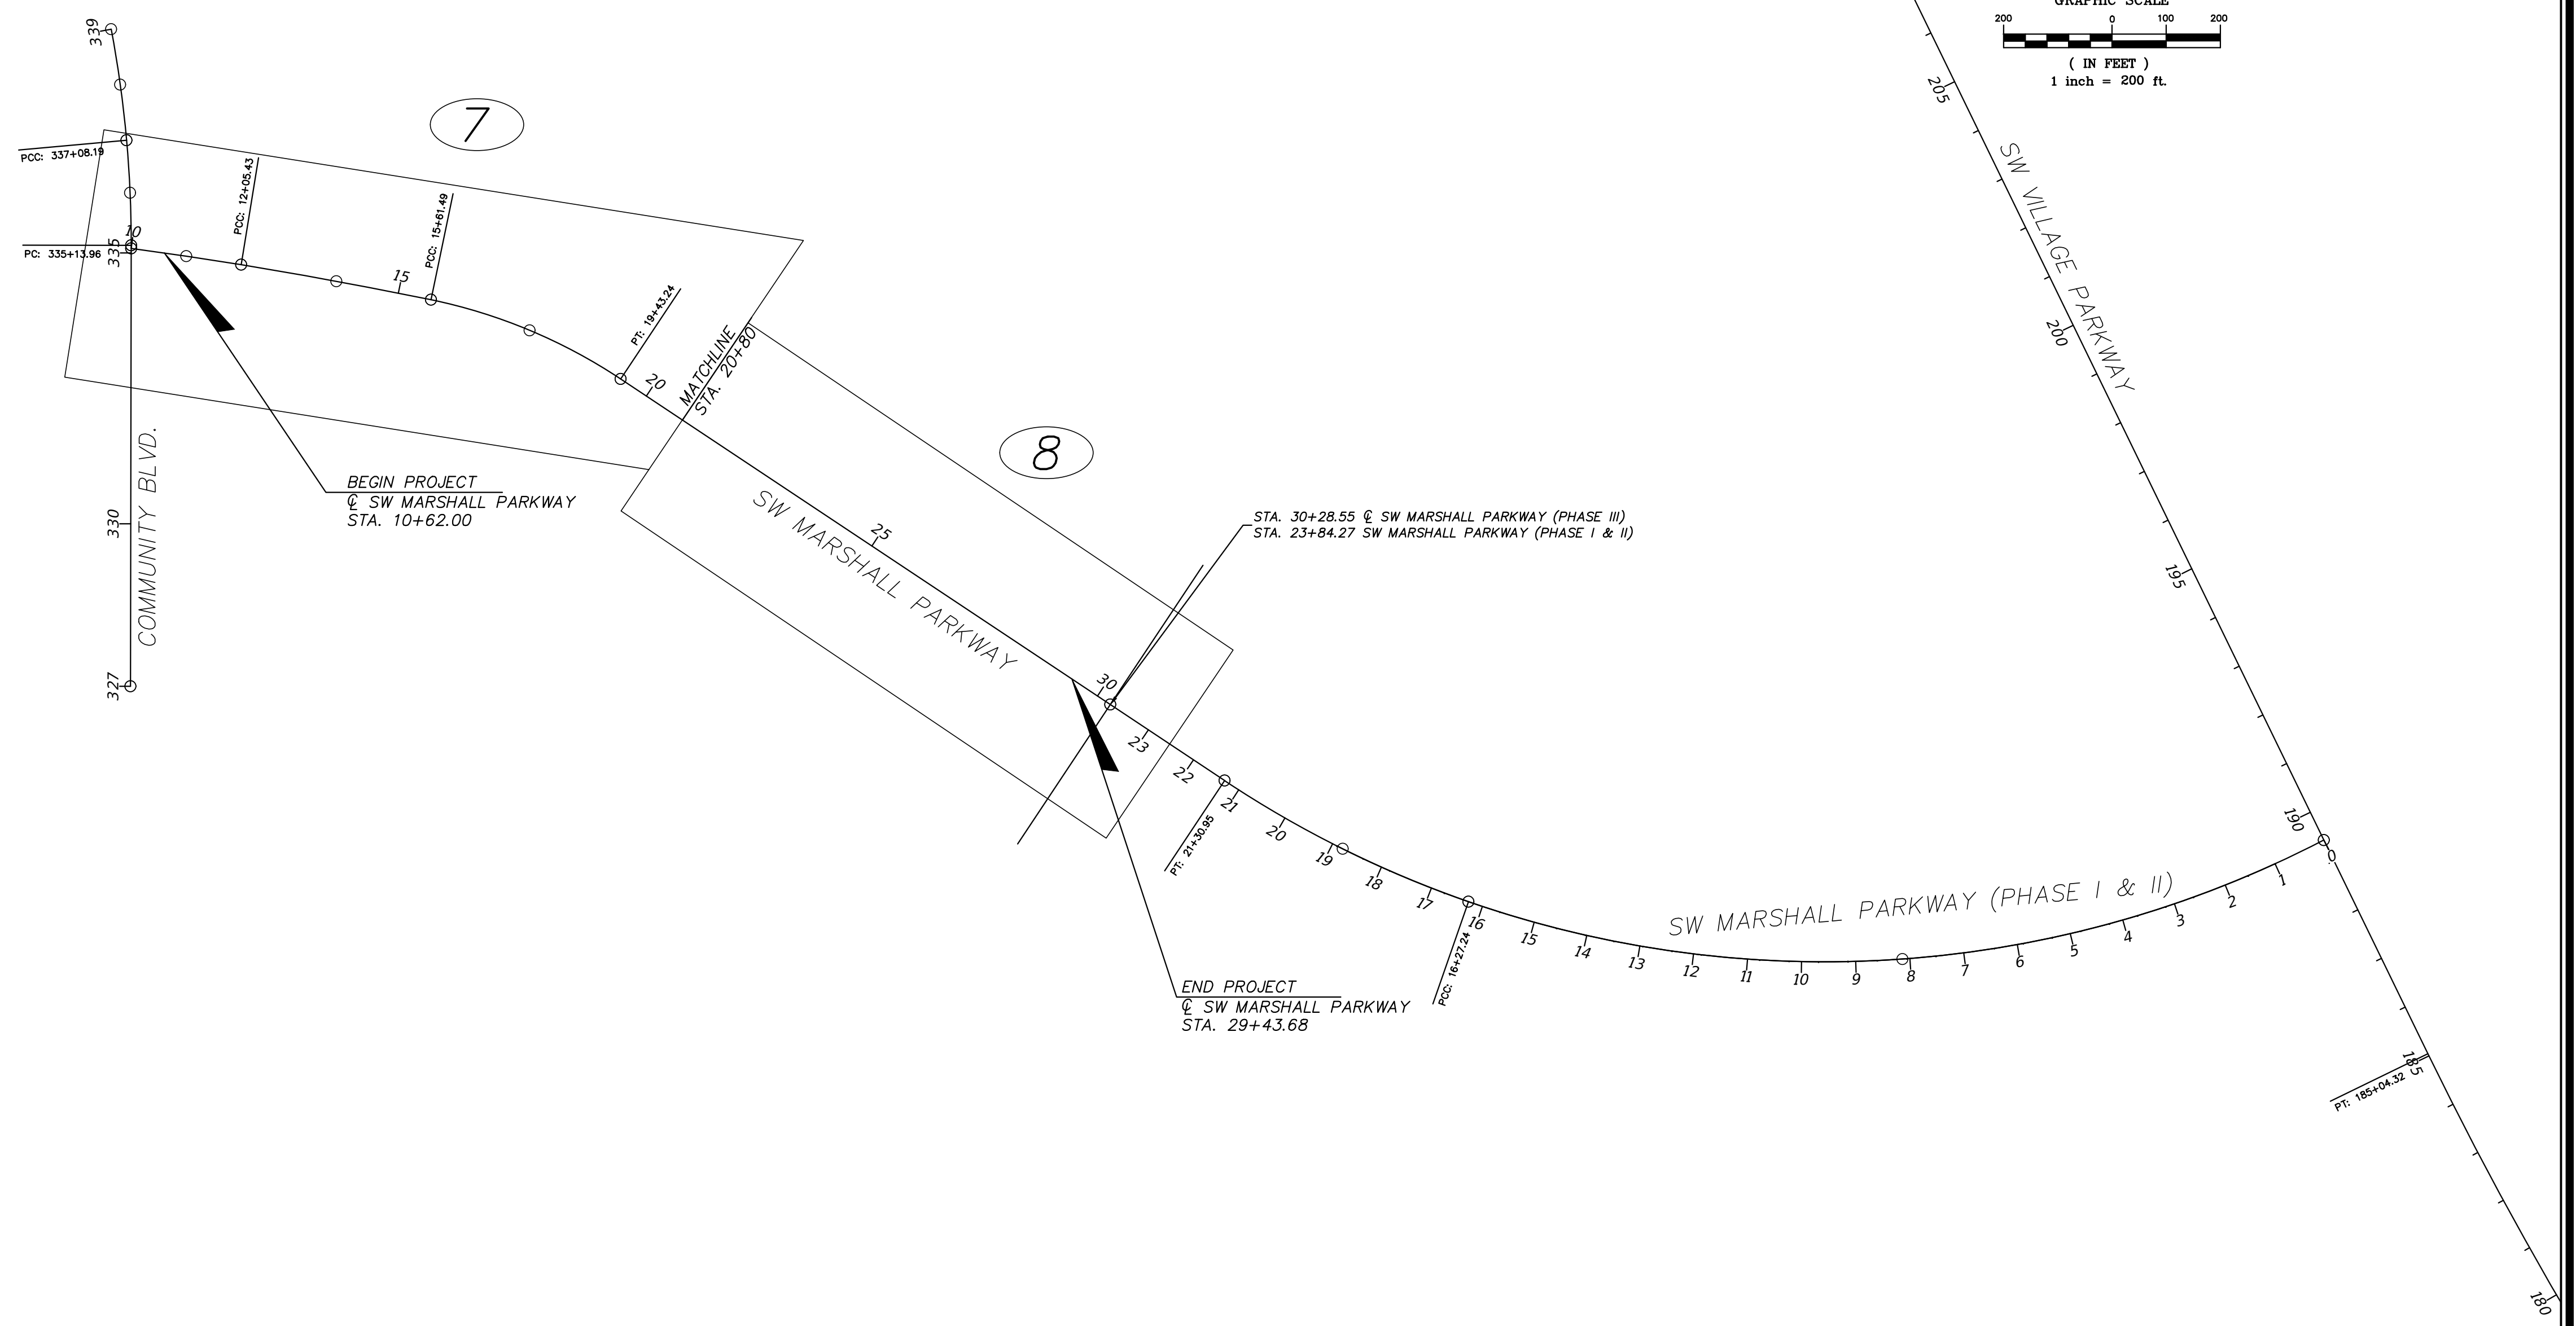 GRAPHIC SCALE
200 0 100 200
( IN FEET )
1 inch = 200 ft.
339
7
PCC: 337+08.19
PCC: 12+05.43
PCC: 15+61.49
10
335
PC: 335+13.96
15
PT: 19+43.24
20
MATCHLINE
STA. 20+80
8
BEGIN PROJECT
℄ SW MARSHALL PARKWAY
STA. 10+62.00
COMMUNITY BLVD.
330
327
SW MARSHALL PARKWAY
25
STA. 30+28.55 ℄ SW MARSHALL PARKWAY (PHASE III)
STA. 23+84.27 SW MARSHALL PARKWAY (PHASE I & II)
30
23
22
21
PT: 21+30.95
20
19
18
17
16
PCC: 16+27.24
15
14
13
12
11
10
9
8
7
6
5
4
3
2
1
0
SW MARSHALL PARKWAY (PHASE I & II)
END PROJECT
℄ SW MARSHALL PARKWAY
STA. 29+43.68
205
SW VILLAGE PARKWAY
200
195
190
185
PT: 185+04.32
180